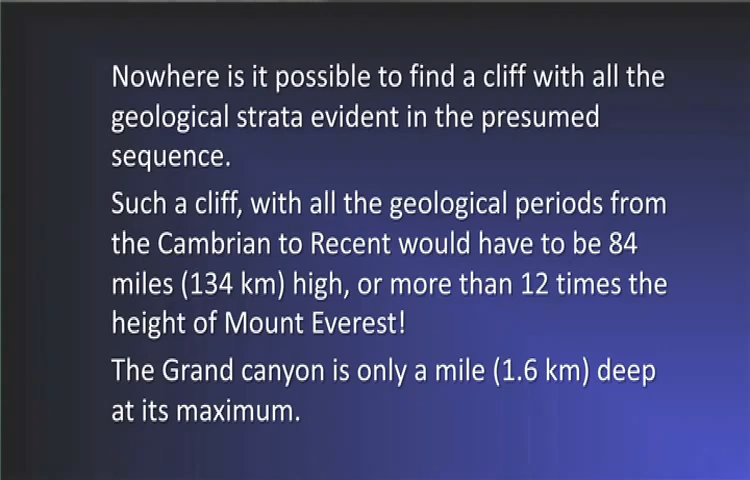 Nowhere is it possible to find a cliff with all the
geological strata evident in the presumed
sequence.
Such a cliff, with all the geological periods from
the Cambrian to Recent would have to be 84
miles (134 km) high, or more than 12 times the
height of Mount Everest!
The Grand canyon is only a mile (1.6 km) deep
at its maximum.